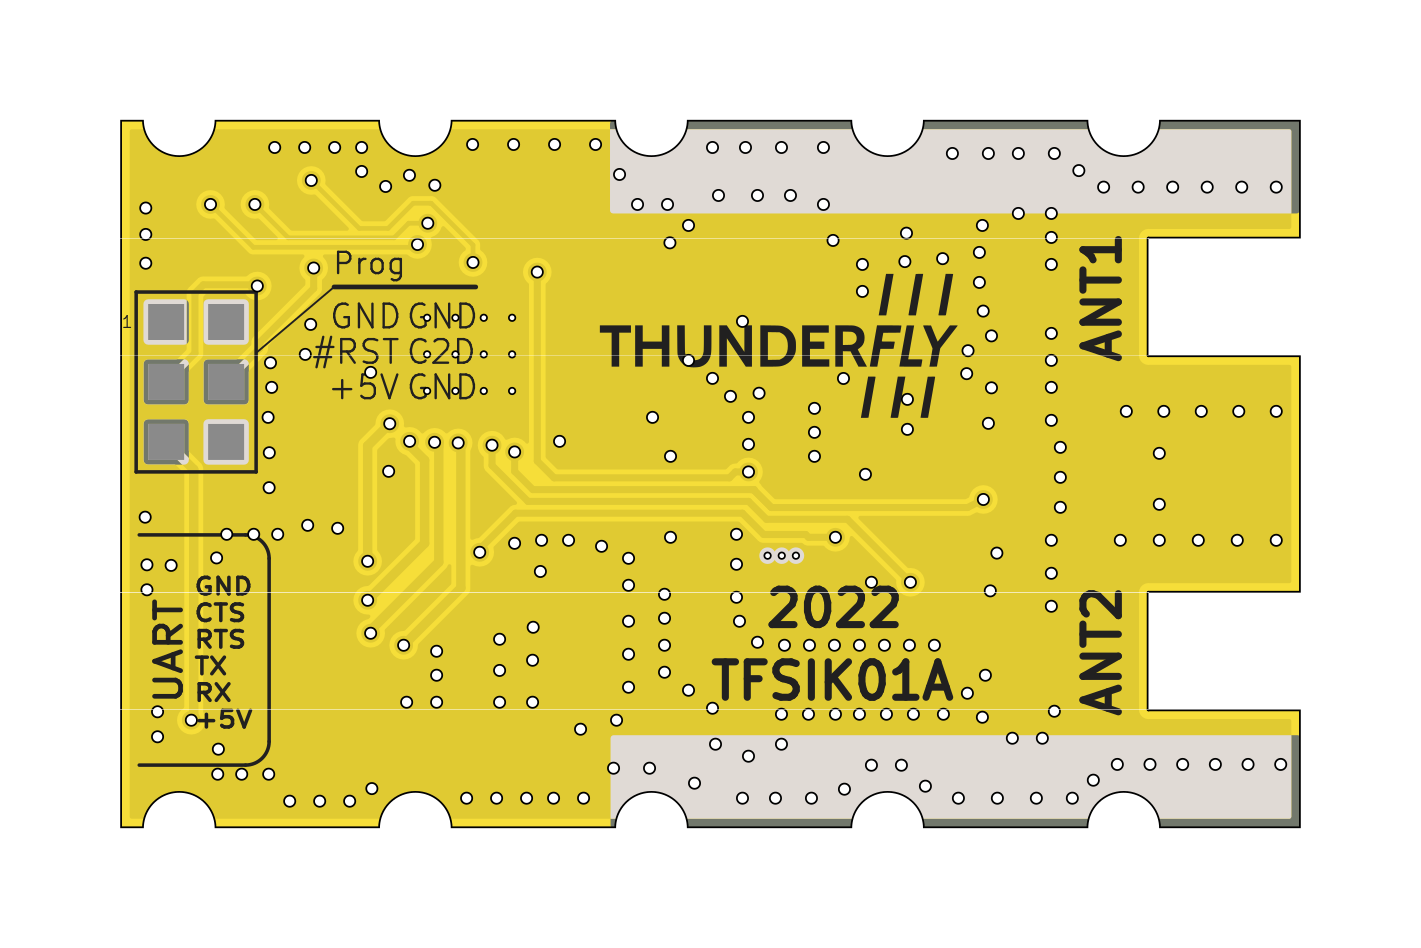 Prog
GND GND
#RST C2D
+5V GND
1
THUNDERFLY
ANT1
2022
TFSIK01A
ANT2
UART
GND
CTS
RTS
TX
RX
+5V